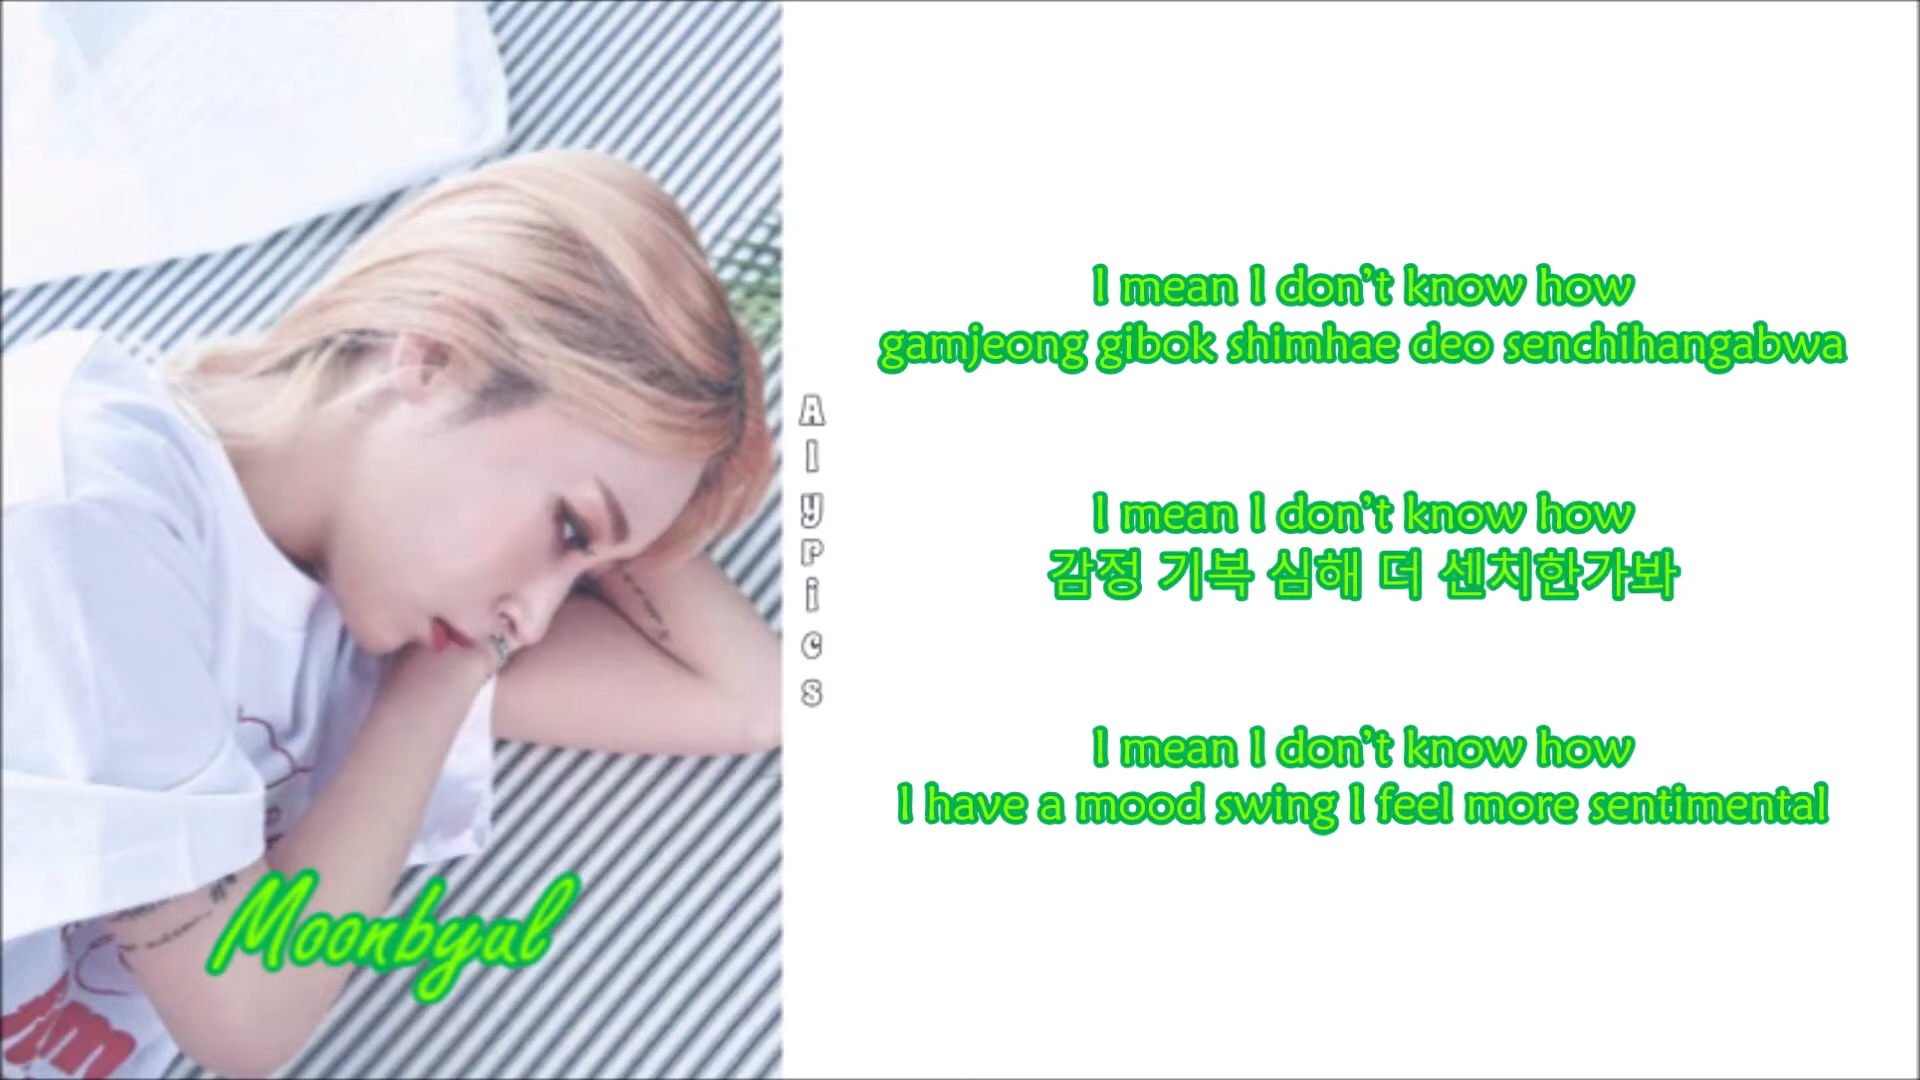 I mean I don't know how
gamjeong gibok shimhae deo senchihangabwa
I mean I don't know how
감정 기복 심해 더 센치한가봐
I mean I don't know how
I have a mood swing I feel more sentimental
AlyPics
Moonbyul